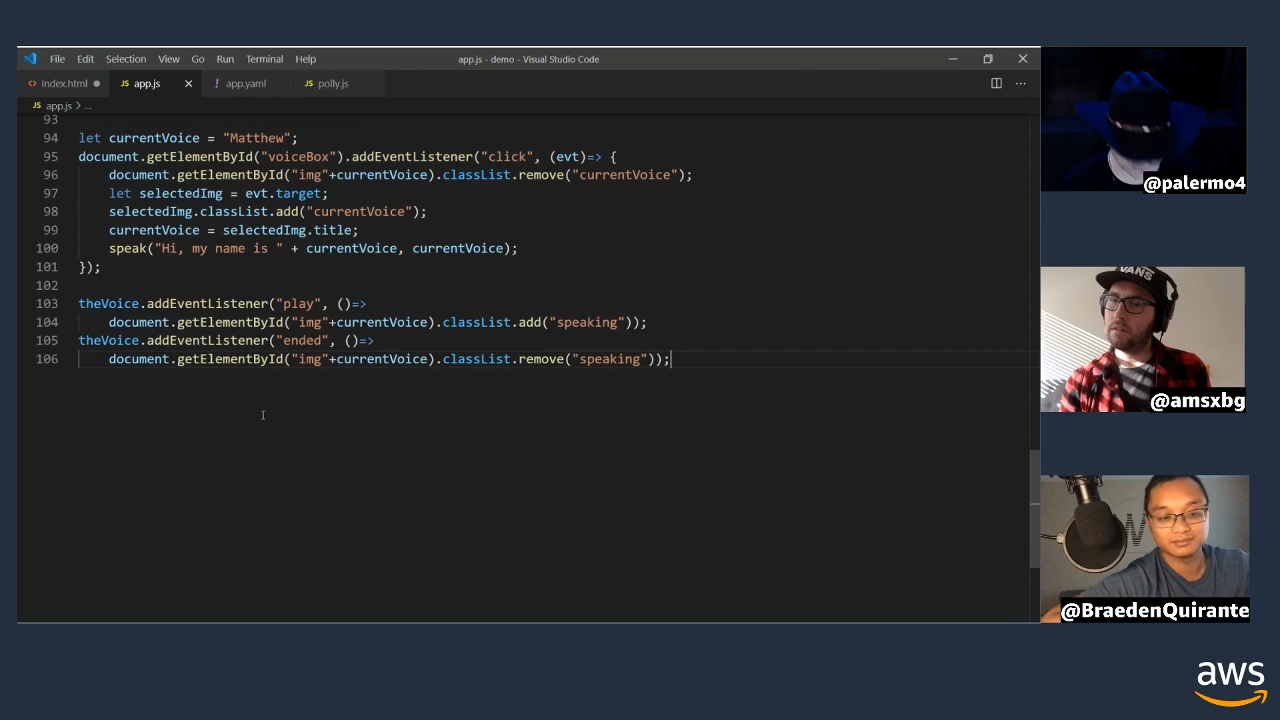 File Edit Selection View Go Run Terminal Help app.js - demo - Visual Studio Code
index.html JS app.js ! app.yaml JS polly.js
JS app.js > ...
93
94 let currentVoice = "Matthew";
95 document.getElementById("voiceBox").addEventListener("click", (evt)=> {
96 document.getElementById("img"+currentVoice).classList.remove("currentVoice");
97 let selectedImg = evt.target;
98 selectedImg.classList.add("currentVoice");
99 currentVoice = selectedImg.title;
100 speak("Hi, my name is " + currentVoice, currentVoice);
101 });
102
103 theVoice.addEventListener("play", ()=>
104 document.getElementById("img"+currentVoice).classList.add("speaking"));
105 theVoice.addEventListener("ended", ()=>
106 document.getElementById("img"+currentVoice).classList.remove("speaking"));
@palermo4
VANS
@amsxbg
@BraedenQuirante
aws